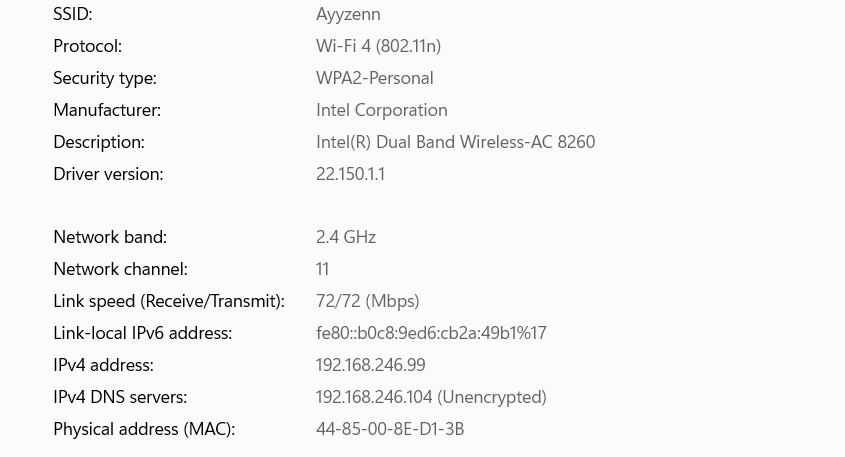 SSID: Ayyzenn
Protocol: Wi-Fi 4 (802.11n)
Security type: WPA2-Personal
Manufacturer: Intel Corporation
Description: Intel(R) Dual Band Wireless-AC 8260
Driver version: 22.150.1.1
Network band: 2.4 GHz
Network channel: 11
Link speed (Receive/Transmit): 72/72 (Mbps)
Link-local IPv6 address: fe80::b0c8:9ed6:cb2a:49b1%17
IPv4 address: 192.168.246.99
IPv4 DNS servers: 192.168.246.104 (Unencrypted)
Physical address (MAC): 44-85-00-8E-D1-3B